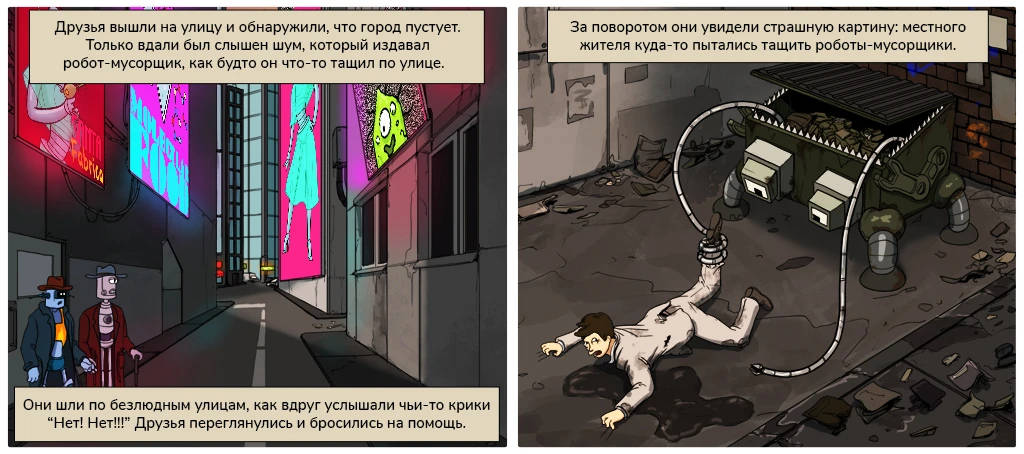 Друзья вышли на улицу и обнаружили, что город пустует.
Только вдали был слышен шум, который издавал
робот-мусорщик, как будто он что-то тащил по улице.
Fabrica
Они шли по безлюдным улицам, как вдруг услышали чьи-то крики
“Нет! Нет!!!” Друзья переглянулись и бросились на помощь.
За поворотом они увидели страшную картину: местного
жителя куда-то пытались тащить роботы-мусорщики.